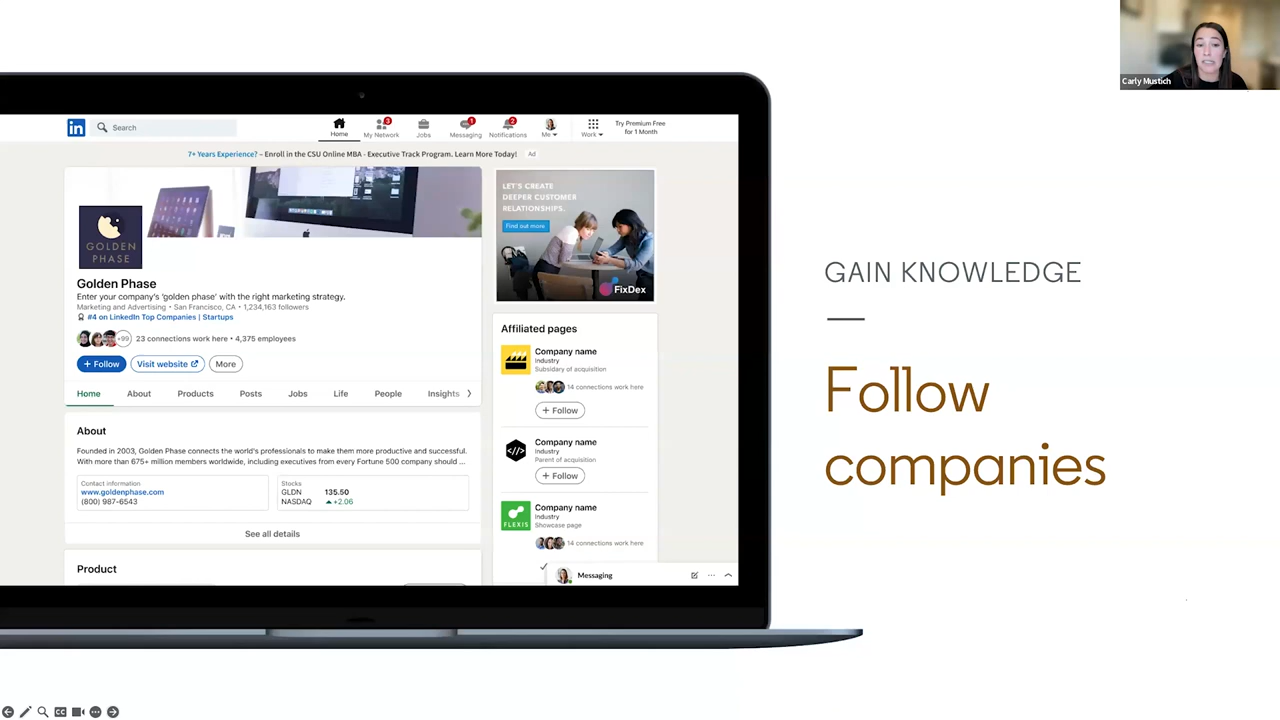 Carly Mustich
in
Search
Home
3
My Network
Jobs
1
Messaging
2
Notifications
Me
Work
Try Premium Free
for 1 Month
7+ Years Experience? – Enroll in the CSU Online MBA - Executive Track Program. Learn More Today!
Ad
GOLDEN
PHASE
Golden Phase
Enter your company's 'golden phase' with the right marketing strategy.
Marketing and Advertising • San Francisco, CA • 1,234,163 followers
#4 on LinkedIn Top Companies | Startups
+99
23 connections work here • 4,375 employees
+ Follow
Visit website
More
Home
About
Products
Posts
Jobs
Life
People
Insights
About
Founded in 2003, Golden Phase connects the world's professionals to make them more productive and successful.
With more than 675+ million members worldwide, including executives from every Fortune 500 company should ...
Contact information
www.goldenphase.com
(800) 987-6543
Stocks
GLDN 135.50
NASDAQ +2.06
See all details
Product
LET'S CREATE
DEEPER CUSTOMER
RELATIONSHIPS.
Find out more
FixDex
Affiliated pages
Company name
Industry
Subsidary of acquisition
14 connections work here
+ Follow
</>
Company name
Industry
Parent of acquisition
+ Follow
FLEXIS
Company name
Industry
Showcase page
14 connections work here
Messaging
GAIN KNOWLEDGE
Follow
companies
CC